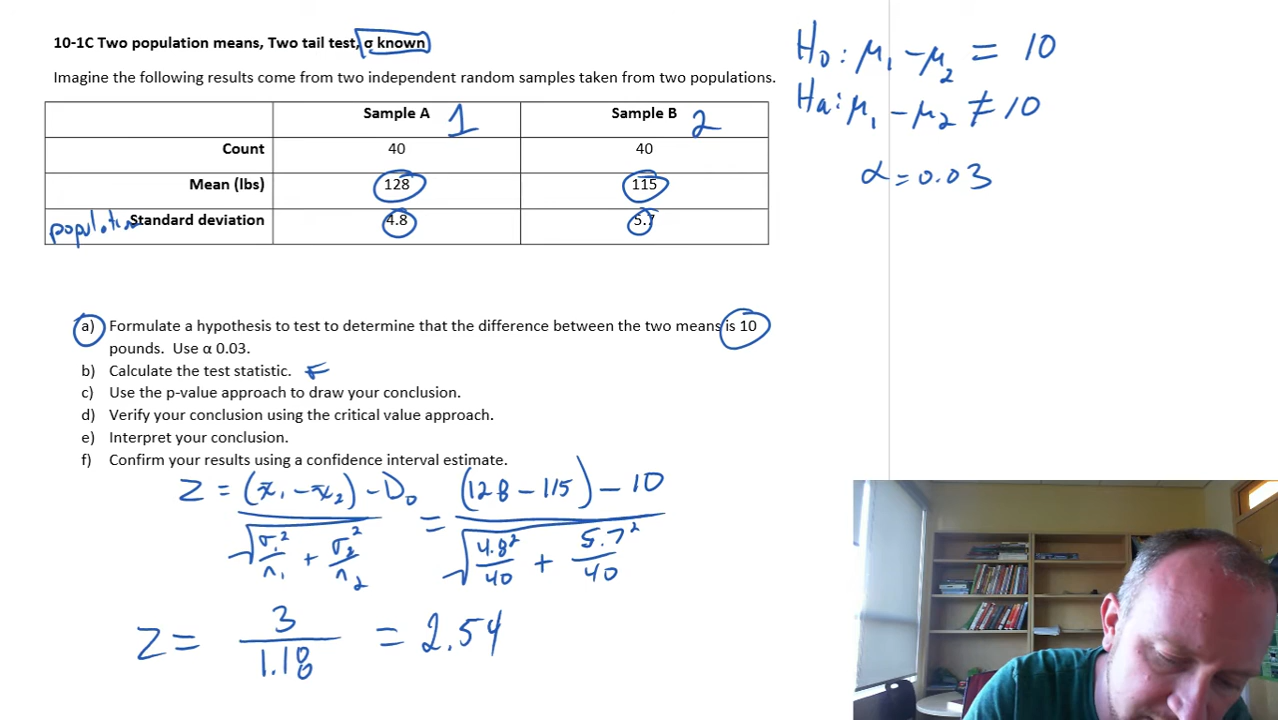 10-1C Two population means, Two tail test, σ known
Imagine the following results come from two independent random samples taken from two populations.
Sample A 1 Sample B 2
Count 40 40
Mean (lbs) 128 115
population Standard deviation 4.8 5.7
H₀: μ₁ - μ₂ = 10
Ha: μ₁ - μ₂ ≠ 10
α = 0.03
a) Formulate a hypothesis to test to determine that the difference between the two means is 10
pounds. Use α 0.03.
b) Calculate the test statistic.
c) Use the p-value approach to draw your conclusion.
d) Verify your conclusion using the critical value approach.
e) Interpret your conclusion.
f) Confirm your results using a confidence interval estimate.
Z = ((x̄₁ - x̄₂) - D₀) / √(σ₁²/n₁ + σ₂²/n₂) = ((128 - 115) - 10) / √(4.8²/40 + 5.7²/40)
Z = 3/1.18 = 2.54